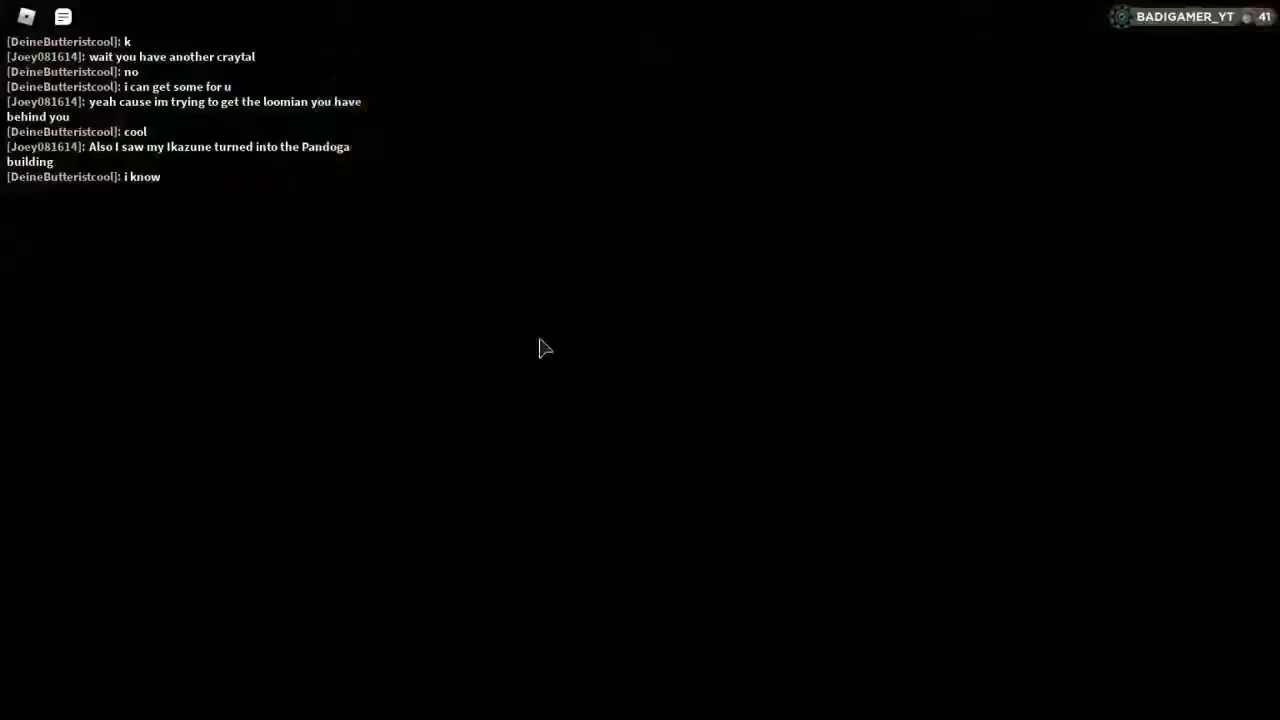 BADIGAMER_YT 41
[DeineButteristcool]: k
[Joey081614]: wait you have another craytal
[DeineButteristcool]: no
[DeineButteristcool]: i can get some for u
[Joey081614]: yeah cause im trying to get the loomian you have
behind you
[DeineButteristcool]: cool
[Joey081614]: Also I saw my Ikazune turned into the Pandoga
building
[DeineButteristcool]: i know